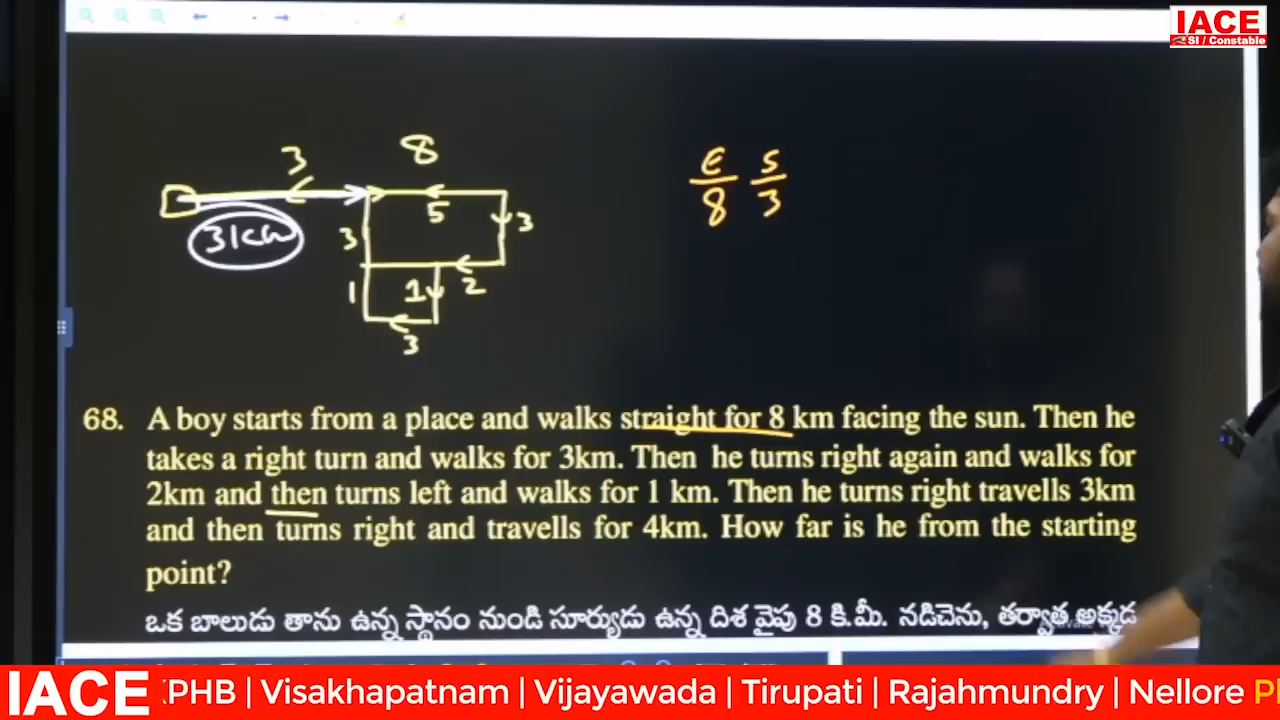 IACE
SI / Constable
3
8
5
3
31cm
3
1
1
2
3
E S
8 3
68. A boy starts from a place and walks straight for 8 km facing the sun. Then he
takes a right turn and walks for 3km. Then he turns right again and walks for
2km and then turns left and walks for 1 km. Then he turns right travells 3km
and then turns right and travells for 4km. How far is he from the starting
point?
ఒక బాలుడు తాను ఉన్న స్థానం నుండి సూర్యుడు ఉన్న దిశ వైపు 8 కి.మీ. నడిచెను, తర్వాత అక్కడ
IACE
KPHB | Visakhapatnam | Vijayawada | Tirupati | Rajahmundry | Nellore